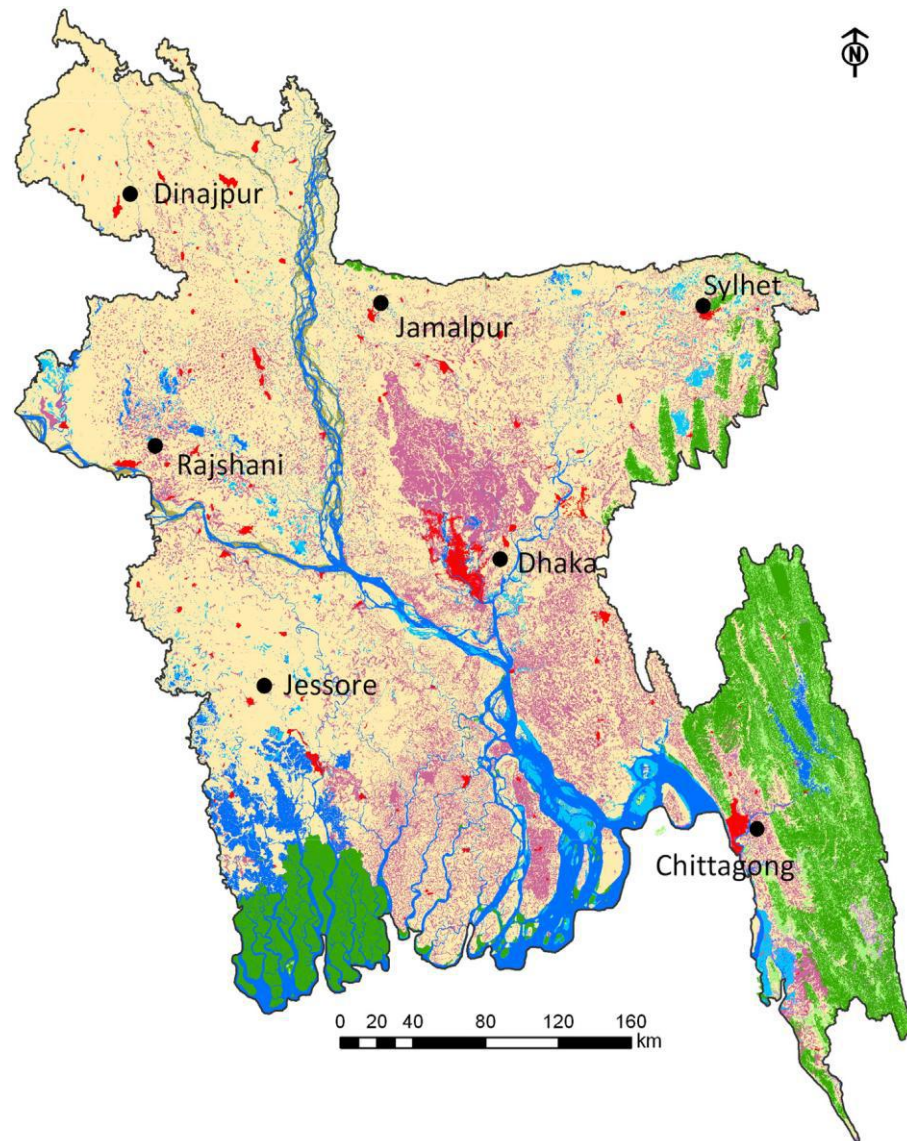 N
Dinajpur
Sylhet
Jamalpur
Rajshani
Dhaka
Jessore
Chittagong
0 20 40 80 120 160
km